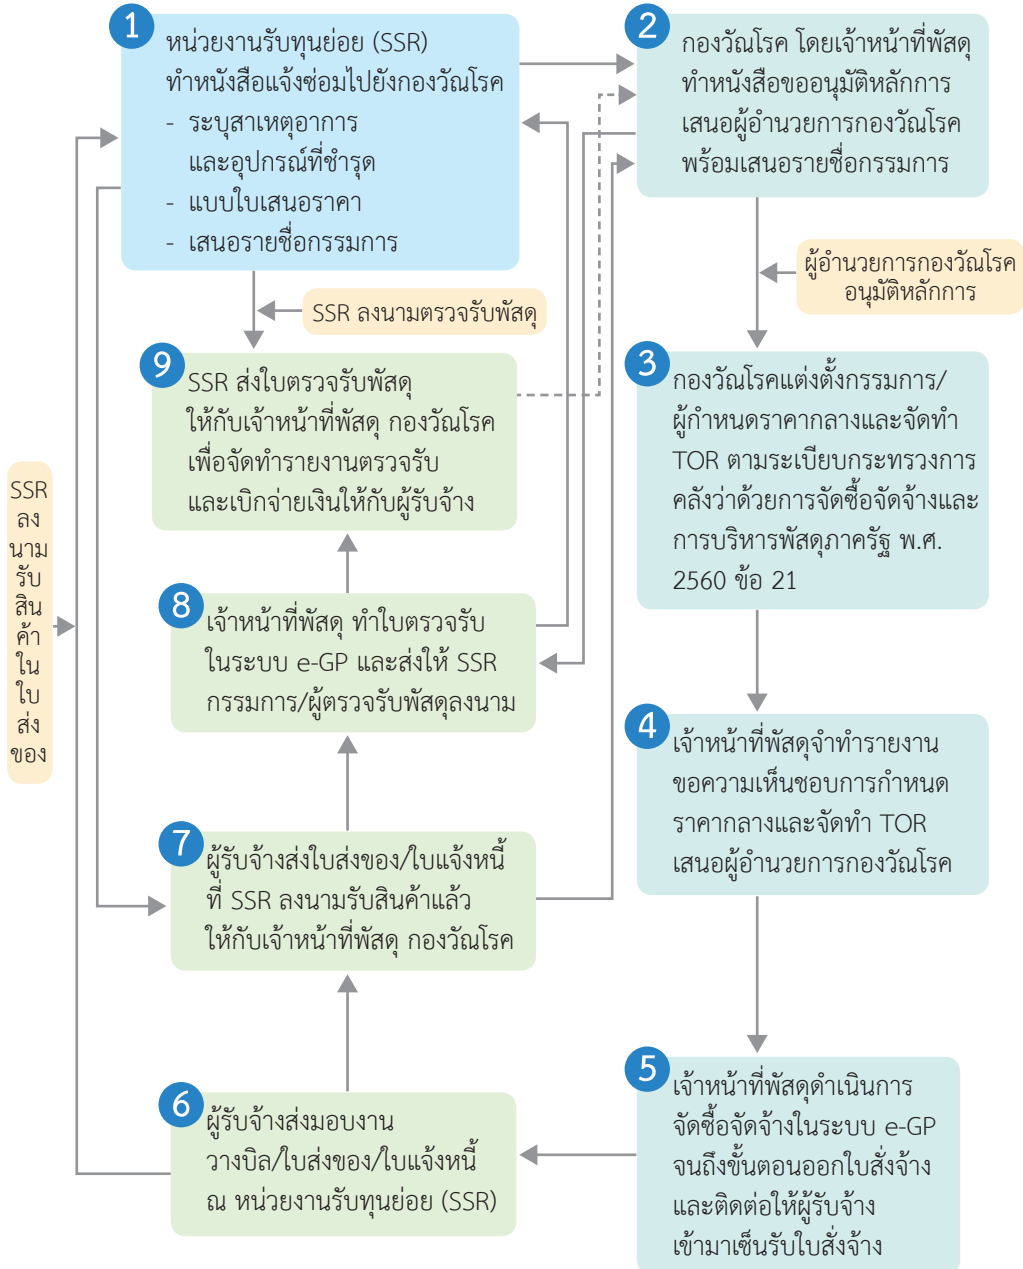 1
หน่วยงานรับทุนย่อย (SSR)
ทำหนังสือแจ้งซ่อมไปยังกองวัณโรค
- ระบุสาเหตุอาการ
และอุปกรณ์ที่ชำรุด
- แบบใบเสนอราคา
- เสนอรายชื่อกรรมการ
2
กองวัณโรค โดยเจ้าหน้าที่พัสดุ
ทำหนังสือขออนุมัติหลักการ
เสนอผู้อำนวยการกองวัณโรค
พร้อมเสนอรายชื่อกรรมการ
ผู้อำนวยการกองวัณโรค
อนุมัติหลักการ
SSR ลงนามตรวจรับพัสดุ
3
กองวัณโรคแต่งตั้งกรรมการ/
ผู้กำหนดราคากลางและจัดทำ
TOR ตามระเบียบกระทรวงการ
คลังว่าด้วยการจัดซื้อจัดจ้างและ
การบริหารพัสดุภาครัฐ พ.ศ.
2560 ข้อ 21
9
SSR ส่งใบตรวจรับพัสดุ
ให้กับเจ้าหน้าที่พัสดุ กองวัณโรค
เพื่อจัดทำรายงานตรวจรับ
และเบิกจ่ายเงินให้กับผู้รับจ้าง
SSR
ลง
นาม
รับ
สิน
ค้า
ใน
ใบ
ส่ง
ของ
8
เจ้าหน้าที่พัสดุ ทำใบตรวจรับ
ในระบบ e-GP และส่งให้ SSR
กรรมการ/ผู้ตรวจรับพัสดุลงนาม
4
เจ้าหน้าที่พัสดุจำทำรายงาน
ขอความเห็นชอบการกำหนด
ราคากลางและจัดทำ TOR
เสนอผู้อำนวยการกองวัณโรค
7
ผู้รับจ้างส่งใบส่งของ/ใบแจ้งหนี้
ที่ SSR ลงนามรับสินค้าแล้ว
ให้กับเจ้าหน้าที่พัสดุ กองวัณโรค
5
เจ้าหน้าที่พัสดุดำเนินการ
จัดซื้อจัดจ้างในระบบ e-GP
จนถึงขั้นตอนออกใบสั่งจ้าง
และติดต่อให้ผู้รับจ้าง
เข้ามาเซ็นรับใบสั่งจ้าง
6
ผู้รับจ้างส่งมอบงาน
วางบิล/ใบส่งของ/ใบแจ้งหนี้
ณ หน่วยงานรับทุนย่อย (SSR)